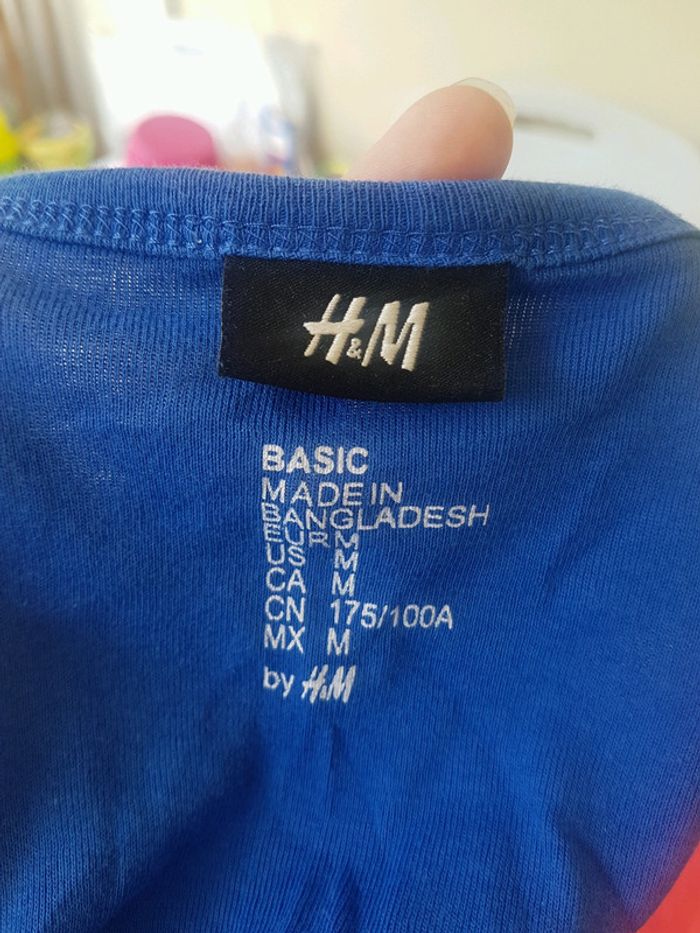 H&M
BASIC
MADE IN
BANGLADESH
EUR M
US M
CA M
CN 175/100A
MX M
by H&M